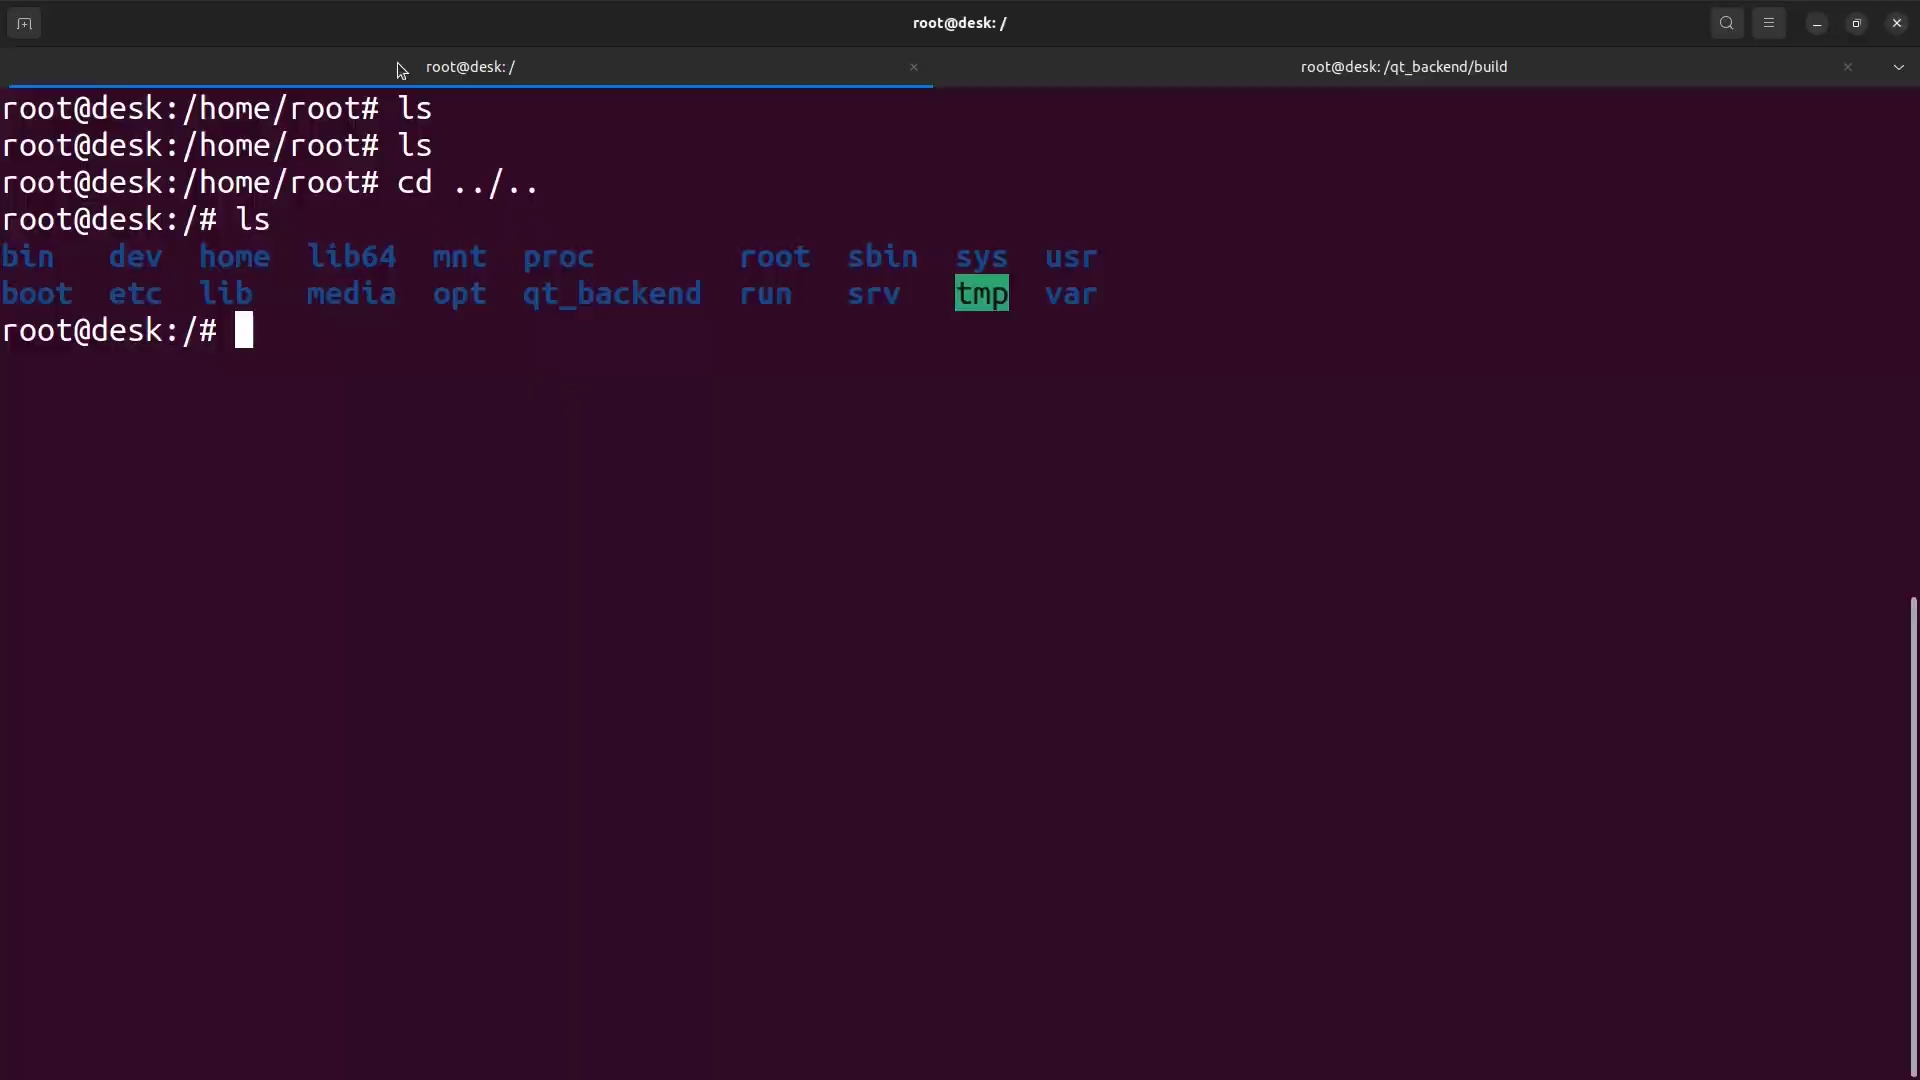 root@desk: /
root@desk: /
root@desk: /qt_backend/build
root@desk:/home/root# ls
root@desk:/home/root# ls
root@desk:/home/root# cd ../..
root@desk:/# ls
bin dev home lib64 mnt proc root sbin sys usr
boot etc lib media opt qt_backend run srv tmp var
root@desk:/#